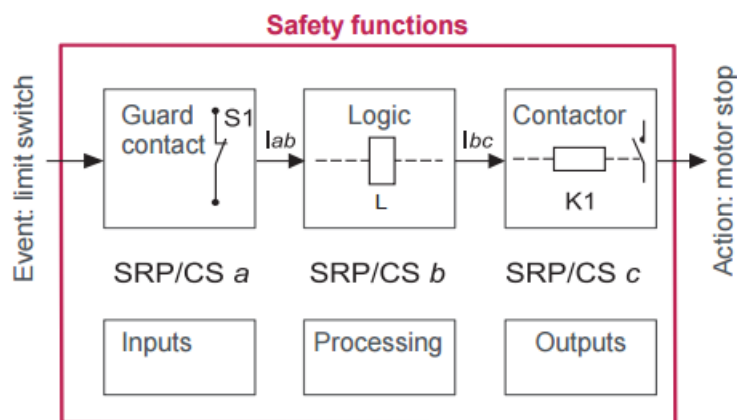 Safety functions
Event: limit switch
Guard
contact
S1
Iab
Logic
L
Ibc
Contactor
K1
Action: motor stop
SRP/CS a
SRP/CS b
SRP/CS c
Inputs
Processing
Outputs